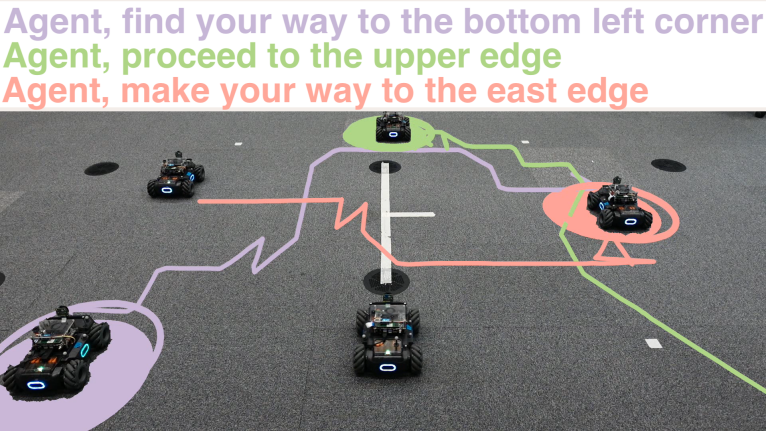 Agent, find your way to the bottom left corner
Agent, proceed to the upper edge
Agent, make your way to the east edge